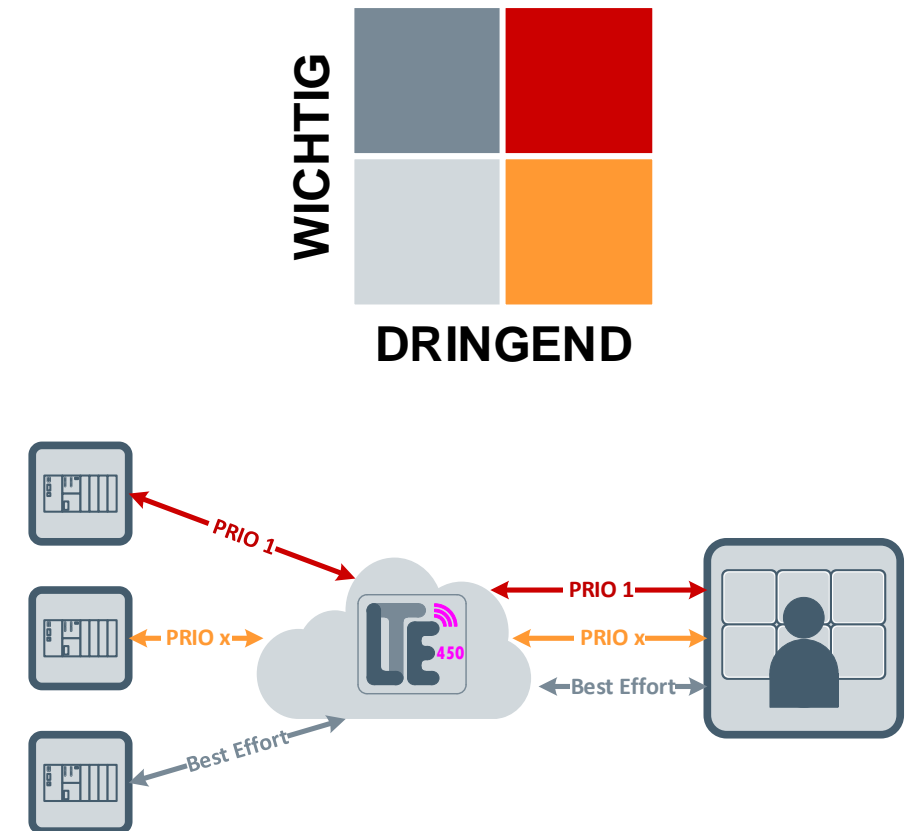 WICHTIG
DRINGEND
PRIO 1
PRIO 1
LTE
450
PRIO x
PRIO x
Best Effort
Best Effort